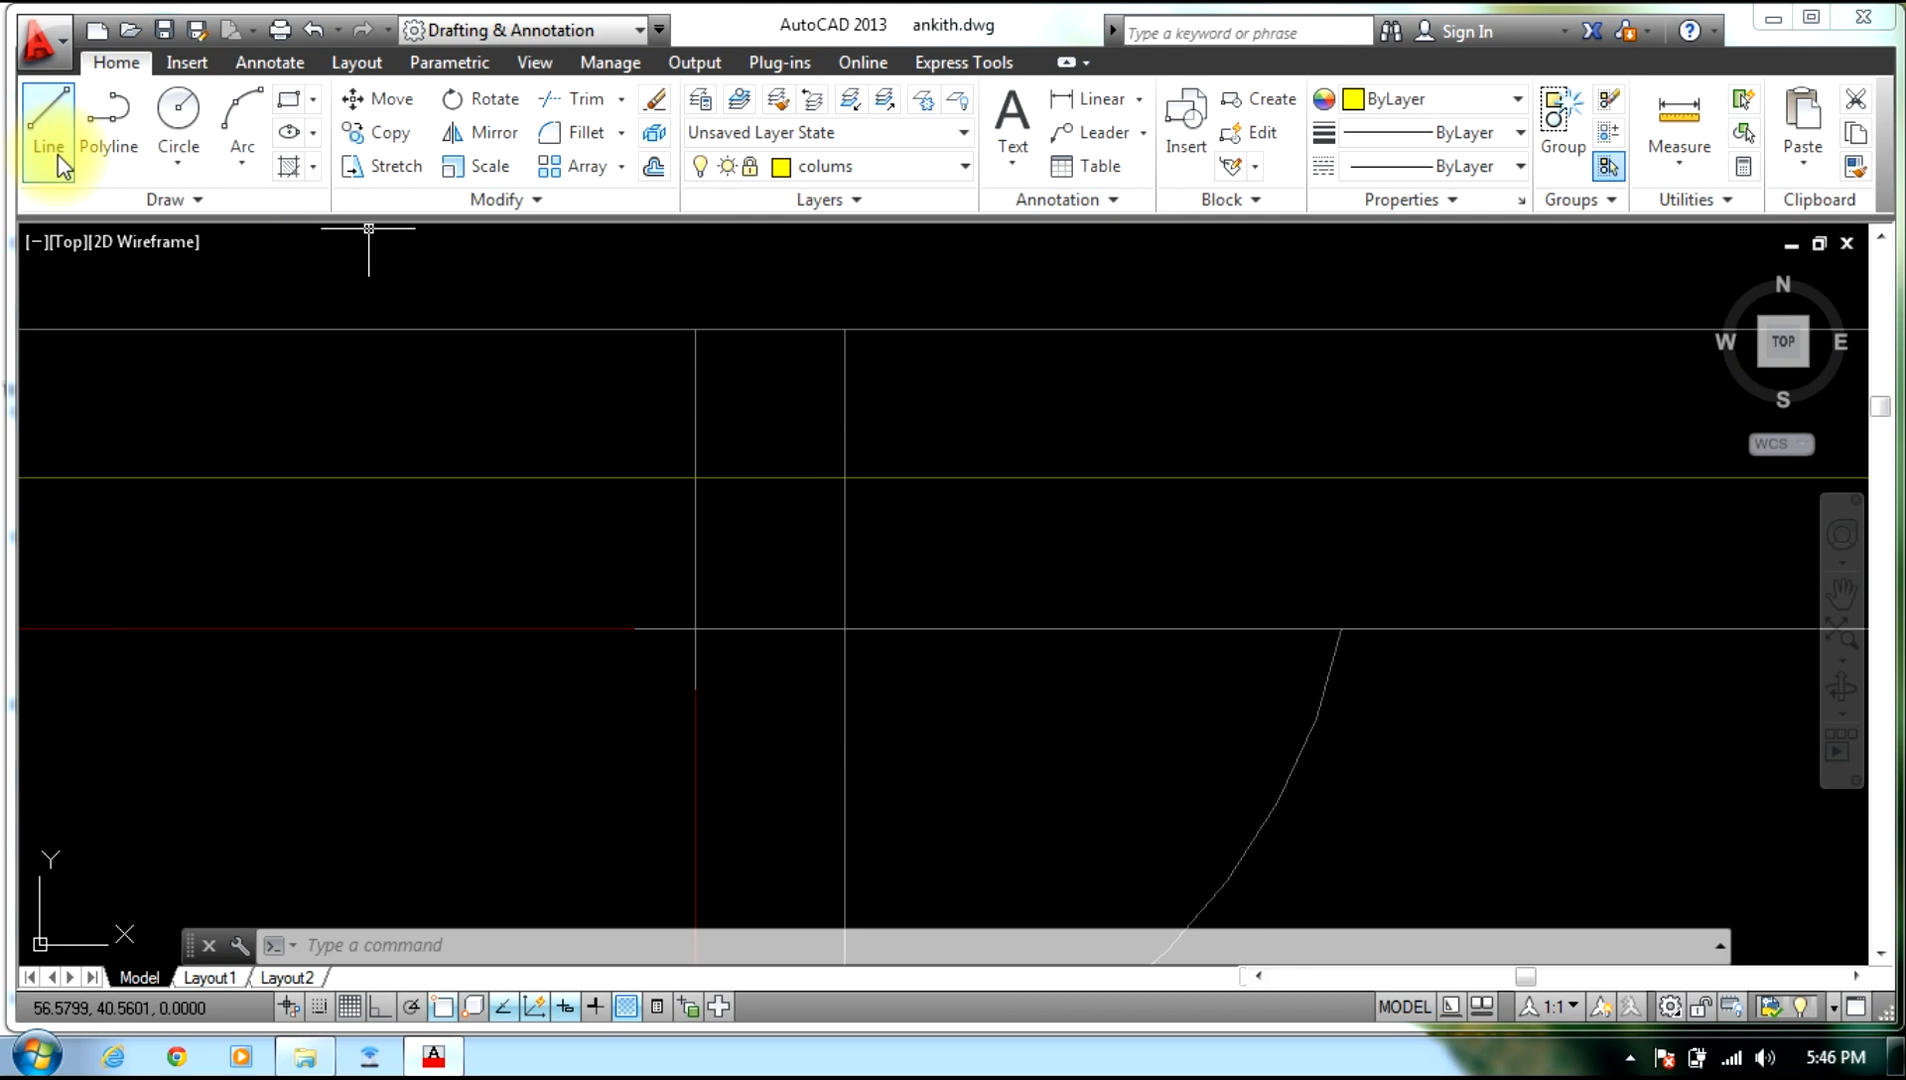 Drafting & Annotation
AutoCAD 2013 ankith.dwg
Type a keyword or phrase
Sign In
Home Insert Annotate Layout Parametric View Manage Output Plug-ins Online Express Tools
Line Polyline Circle Arc
Move Rotate Trim
Copy Mirror Fillet
Stretch Scale Array
Unsaved Layer State
colums
Text
Linear
Leader
Table
Insert
Create
Edit
ByLayer
ByLayer
ByLayer
Group
Measure
Paste
Draw Modify Layers Annotation Block Properties Groups Utilities Clipboard
[−][Top][2D Wireframe]
N
W TOP E
S
WCS
Y
X
Type a command
Model Layout1 Layout2
56.5799, 40.5601, 0.0000
MODEL
1:1
5:46 PM